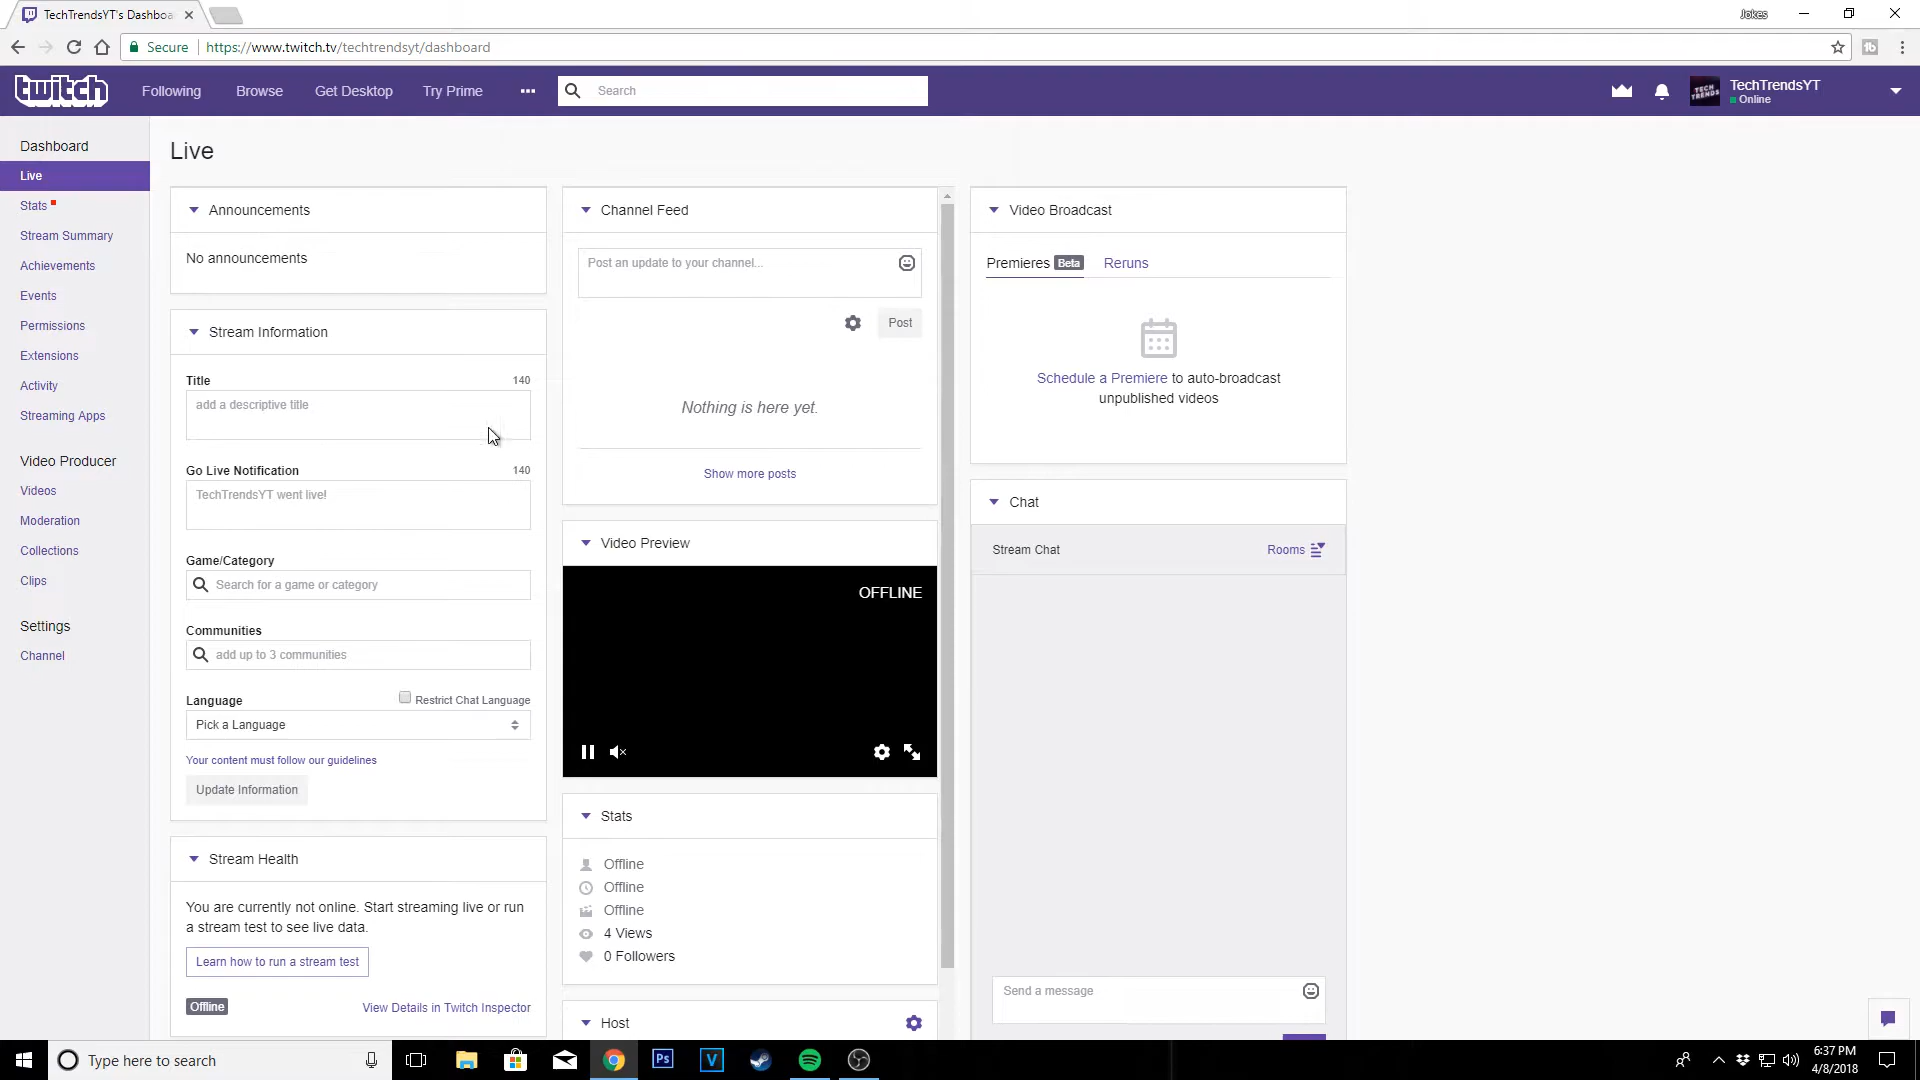 TechTrendsYT's Dashboa
Jokes
Secure
https://www.twitch.tv/techtrendsyt/dashboard
twitch
Following
Browse
Get Desktop
Try Prime
Search
TECH TRENDS
TechTrendsYT
Online
Dashboard
Live
Stats
Stream Summary
Achievements
Events
Permissions
Extensions
Activity
Streaming Apps
Video Producer
Videos
Moderation
Collections
Clips
Settings
Channel
Live
Announcements
No announcements
Stream Information
Title 140
add a descriptive title
Go Live Notification 140
TechTrendsYT went live!
Game/Category
Search for a game or category
Communities
add up to 3 communities
Language Restrict Chat Language
Pick a Language
Your content must follow our guidelines
Update Information
Stream Health
You are currently not online. Start streaming live or run
a stream test to see live data.
Learn how to run a stream test
Offline View Details in Twitch Inspector
Channel Feed
Post an update to your channel...
Post
Nothing is here yet.
Show more posts
Video Preview
OFFLINE
Stats
Offline
Offline
Offline
4 Views
0 Followers
Host
Video Broadcast
Premieres Beta Reruns
Schedule a Premiere to auto-broadcast
unpublished videos
Chat
Stream Chat Rooms
Send a message
Type here to search
Ps
V
6:37 PM
4/8/2018